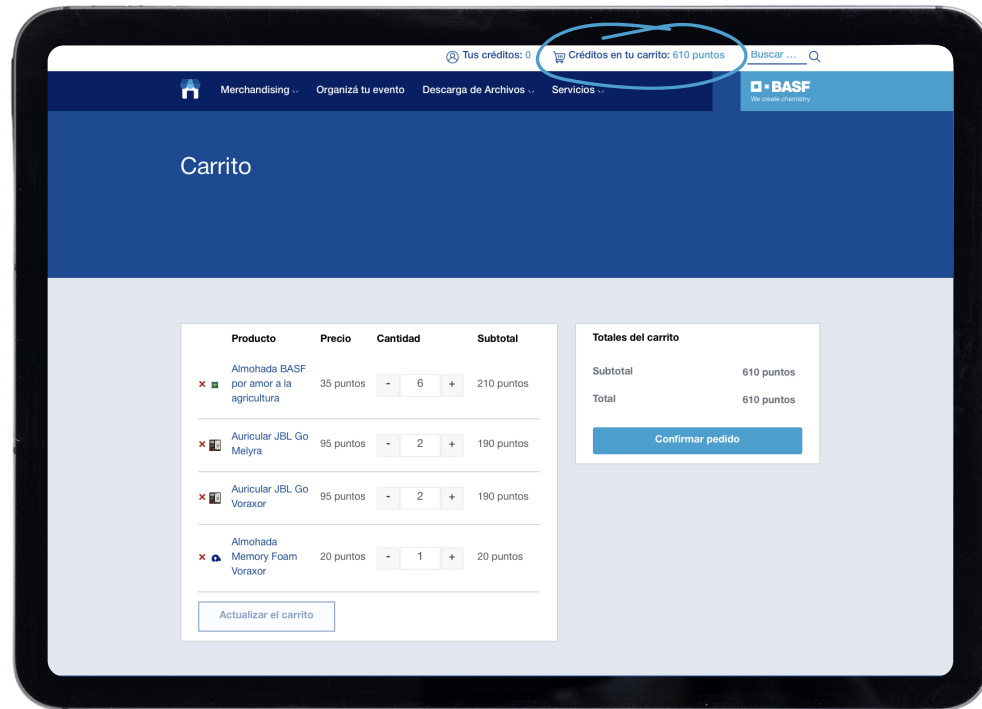 Tus créditos: 0
Créditos en tu carrito: 610 puntos
Buscar ...
Merchandising
Organizá tu evento
Descarga de Archivos
Servicios
BASF
We create chemistry
Carrito
Producto Precio Cantidad Subtotal
Almohada BASF
por amor a la
agricultura
35 puntos - 6 + 210 puntos
Auricular JBL Go
Melyra
95 puntos - 2 + 190 puntos
Auricular JBL Go
Voraxor
95 puntos - 2 + 190 puntos
Almohada
Memory Foam
Voraxor
20 puntos - 1 + 20 puntos
Actualizar el carrito
Totales del carrito
Subtotal 610 puntos
Total 610 puntos
Confirmar pedido